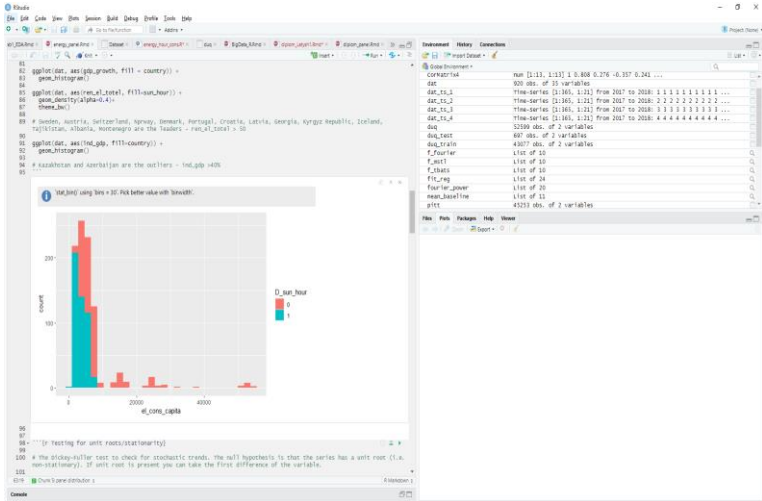 RStudio
File Edit Code View Plots Session Build Debug Profile Tools Help
Go to file/function
Addins
Project: (None)
energy_panel.Rmd
Dataset
duq
BigData_R.Rmd
Insert
Run
81
82 ggplot(dat, aes(gdp_growth, fill = country)) +
83 geom_histogram()
84
85 ggplot(dat, aes(ren_el_totel, fill=sun_hour)) +
86 geom_density(alpha=0.4)+
87 theme_bw()
88
89 # Sweden, Austria, Switzerland, Norway, Denmark, Portugal, Croatia, Latvia, Georgia, Kyrgyz Republic, Iceland,
Tajikistan, Albania, Montenegro are the leaders - ren_el_totel > 50
90
91 ggplot(dat, aes(ind_gdp, fill=country)) +
92 geom_histogram()
93
94 # Kazakhstan and Azerbaijan are the outliers - ind_gdp >40%
95 ```
`stat_bin()` using `bins = 30`. Pick better value with `binwidth`.
200
100
0
count
0
20000
40000
el_cons_capita
D_sun_hour
0
1
96
97
98 ```{r Testing for unit roots/stationarity}
99
100 # The Dickey-Fuller test to check for stochastic trends. The null hypothesis is that the series has a unit root (i.e.
non-stationary). If unit root is present you can take the first difference of the variable.
101
Chunk 5: panel distribution
R Markdown
Console
Environment History Connections
Import Dataset
List
Global Environment
CorMatrix4 num [1:13, 1:13] 1 0.808 0.276 -0.357 0.241 ...
dat 920 obs. of 35 variables
dat_ts_1 Time-Series [1:365, 1:21] from 2017 to 2018: 1 1 1 1 1 1 1 1 1 1 ...
dat_ts_2 Time-Series [1:365, 1:21] from 2017 to 2018: 2 2 2 2 2 2 2 2 2 2 ...
dat_ts_3 Time-Series [1:365, 1:21] from 2017 to 2018: 3 3 3 3 3 3 3 3 3 3 ...
dat_ts_4 Time-Series [1:365, 1:21] from 2017 to 2018: 4 4 4 4 4 4 4 4 4 4 ...
duq 52599 obs. of 2 variables
duq_test 697 obs. of 2 variables
duq_train 43877 obs. of 2 variables
f_fourier List of 10
f_mstl List of 10
f_tbats List of 10
fit_reg List of 24
fourier_power List of 20
mean_baseline List of 11
pitt 45253 obs. of 2 variables
Files Plots Packages Help Viewer
Zoom Export